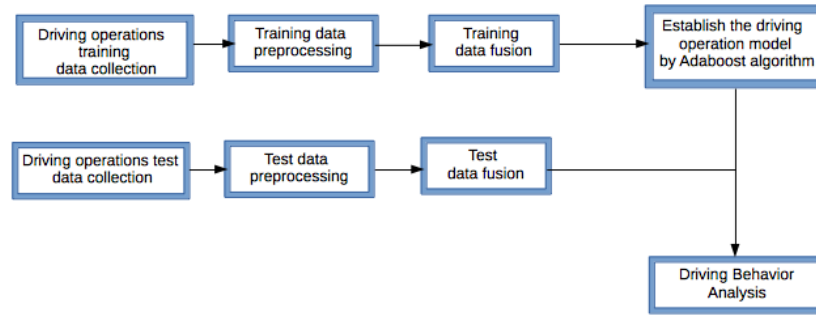 Driving operations
training
data collection
Training data
preprocessing
Training
data fusion
Establish the driving
operation model
by Adaboost algorithm
Driving operations test
data collection
Test data
preprocessing
Test
data fusion
Driving Behavior
Analysis